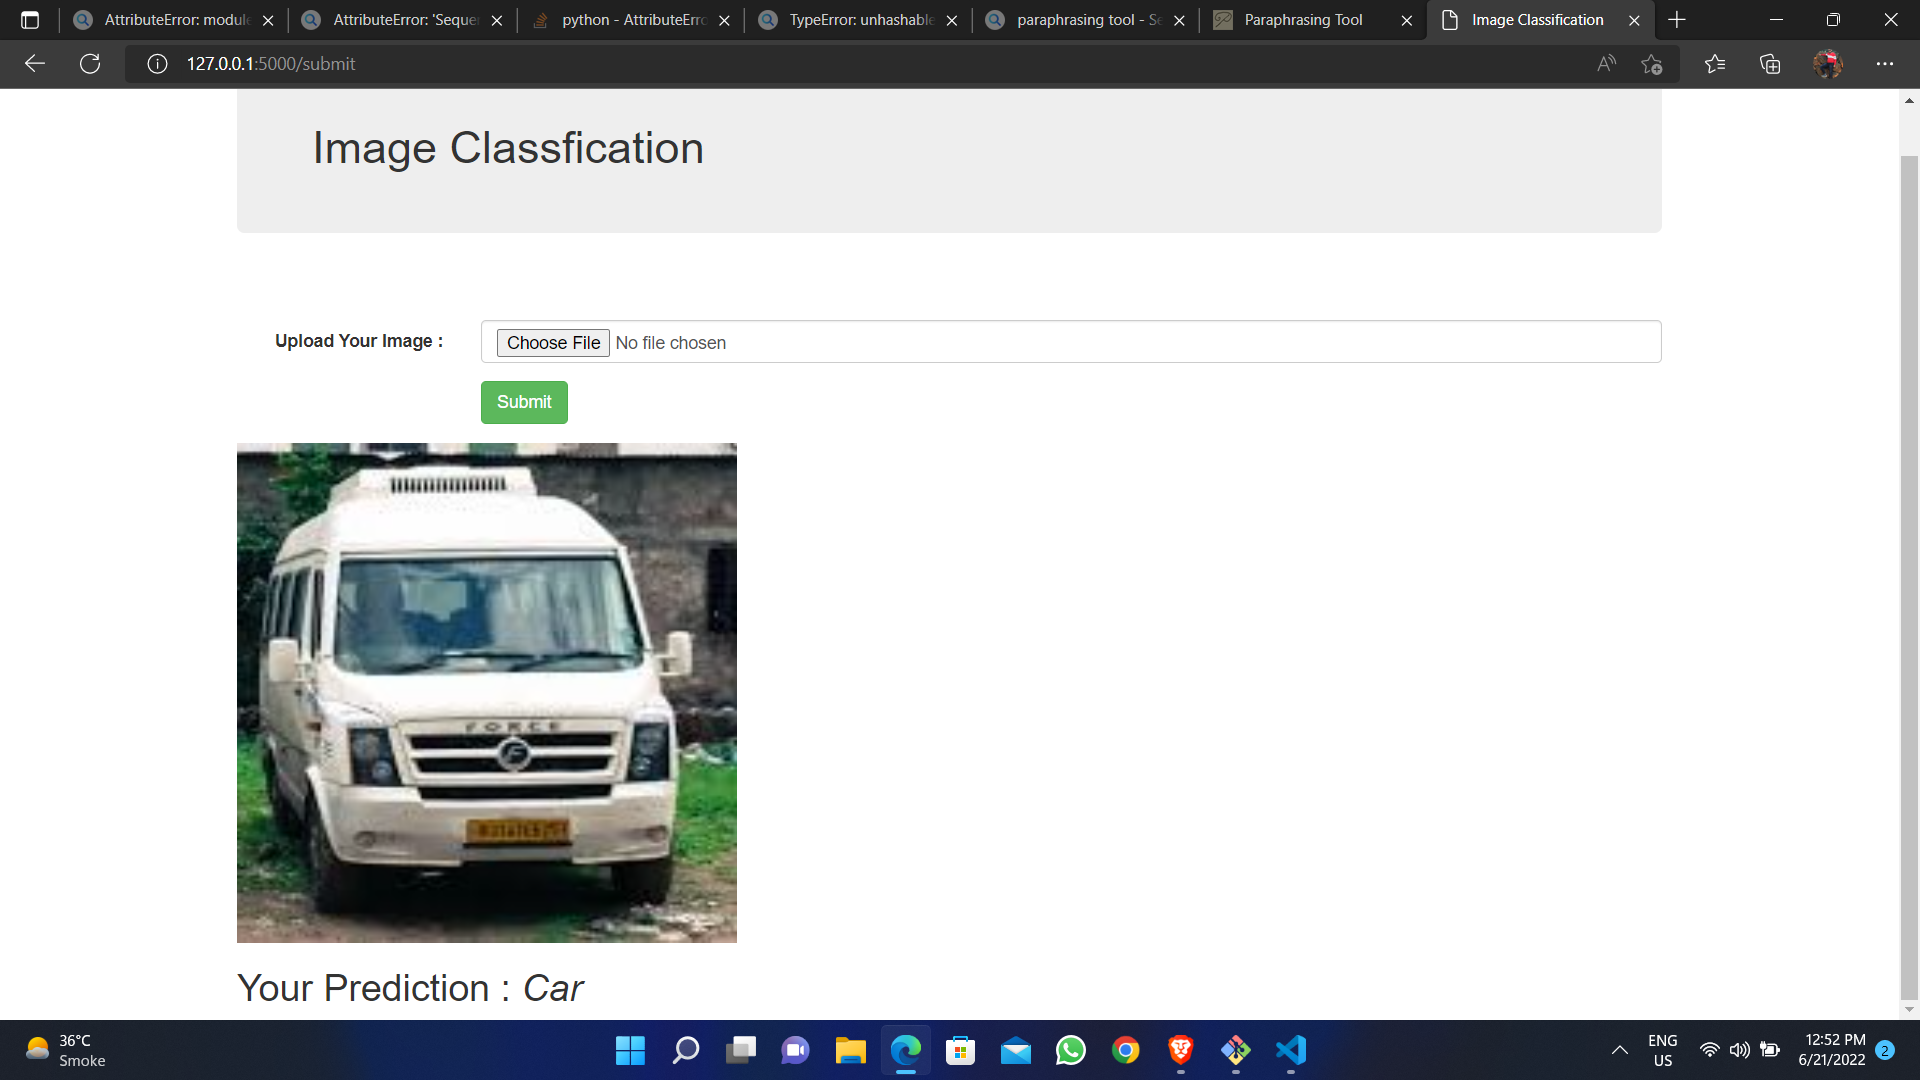 AttributeError: module
AttributeError: 'Seque
python - AttributeErro
TypeError: unhashable
paraphrasing tool - Se
Paraphrasing Tool
Image Classification
127.0.0.1:5000/submit
Image Classfication
Upload Your Image :
Choose File No file chosen
Submit
FORCE
Your Prediction : Car
36°C
Smoke
ENG
US
12:52 PM
6/21/2022
2